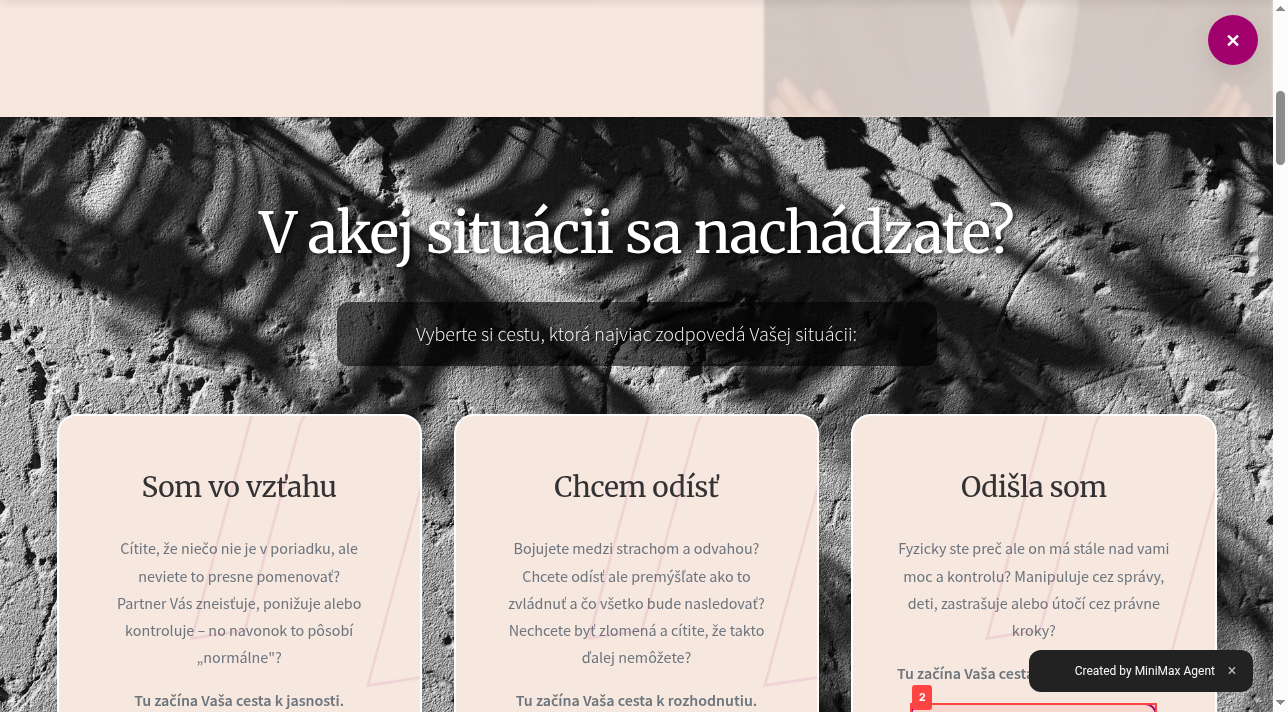 V akej situácii sa nachádzate?
Vyberte si cestu, ktorá najviac zodpovedá Vašej situácii:
Som vo vzťahu
Cítite, že niečo nie je v poriadku, ale
neviete to presne pomenovať?
Partner Vás zneisťuje, ponižuje alebo
kontroluje – no navonok to pôsobí
„normálne"?
Tu začína Vaša cesta k jasnosti.
Chcem odísť
Bojujete medzi strachom a odvahou?
Chcete odísť ale premýšľate ako to
zvládnuť a čo všetko bude nasledovať?
Nechcete byť zlomená a cítite, že takto
ďalej nemôžete?
Tu začína Vaša cesta k rozhodnutiu.
Odišla som
Fyzicky ste preč ale on má stále nad vami
moc a kontrolu? Manipuluje cez správy,
deti, zastrašuje alebo útočí cez právne
kroky?
Tu začína Vaša cesta
2
Created by MiniMax Agent ×